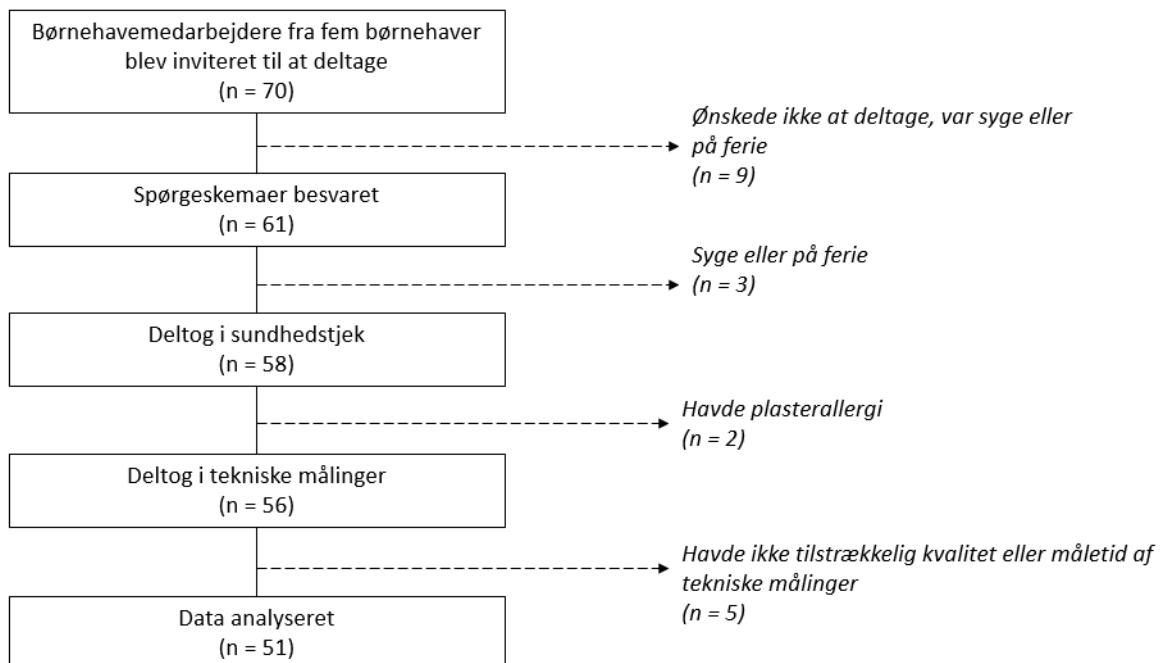 Børnehavemedarbejdere fra fem børnehaver
blev inviteret til at deltage
(n = 70)
Ønskede ikke at deltage, var syge eller
på ferie
(n = 9)
Spørgeskemaer besvaret
(n = 61)
Syge eller på ferie
(n = 3)
Deltog i sundhedstjek
(n = 58)
Havde plasterallergi
(n = 2)
Deltog i tekniske målinger
(n = 56)
Havde ikke tilstrækkelig kvalitet eller måletid af
tekniske målinger
(n = 5)
Data analyseret
(n = 51)